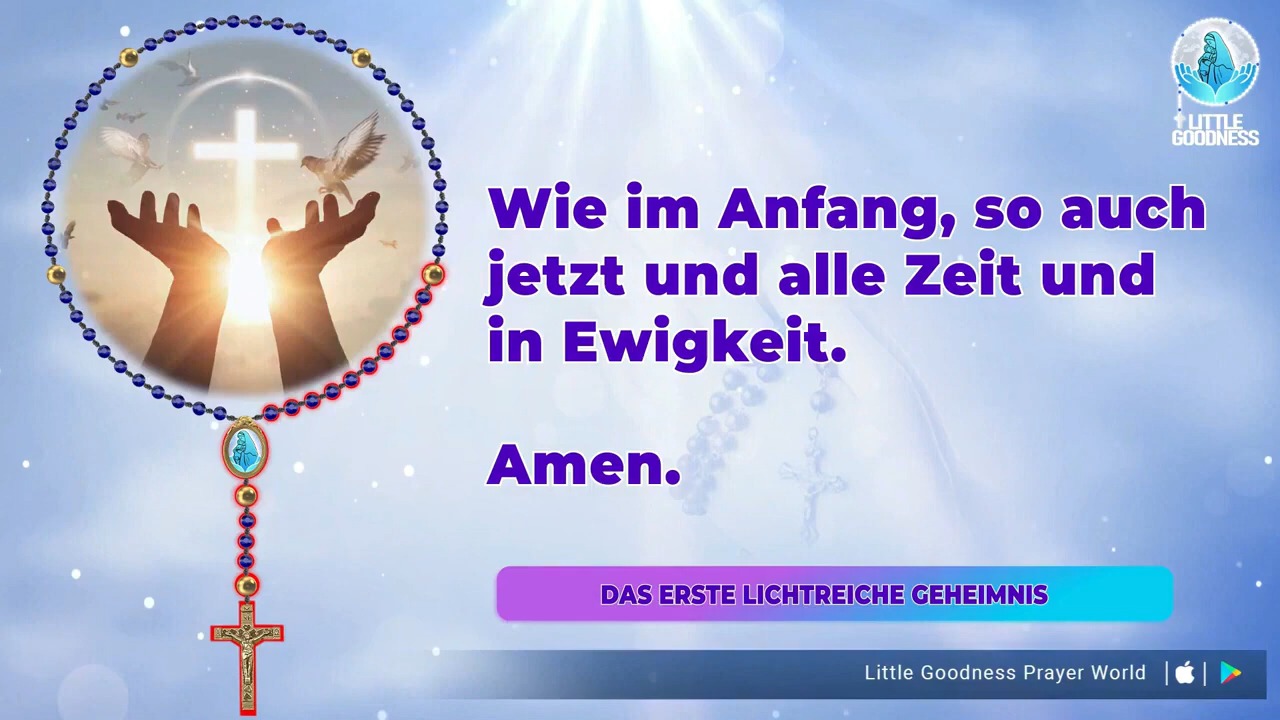 LITTLE
GOODNESS
Wie im Anfang, so auch
jetzt und alle Zeit und
in Ewigkeit.
Amen.
DAS ERSTE LICHTREICHE GEHEIMNIS
Little Goodness Prayer World